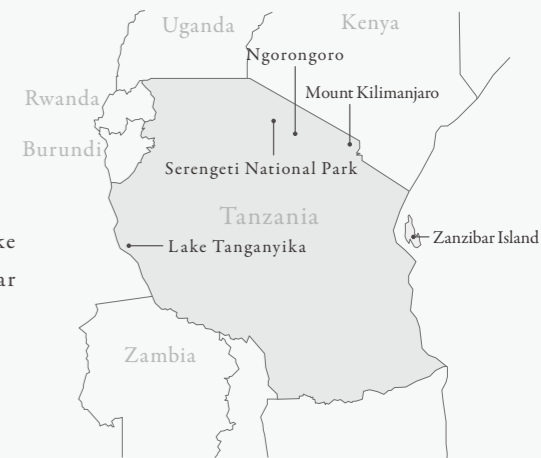 Uganda
Kenya
Ngorongoro
Rwanda
Mount Kilimanjaro
Burundi
Serengeti National Park
Tanzania
Zanzibar Island
Lake Tanganyika
Zambia